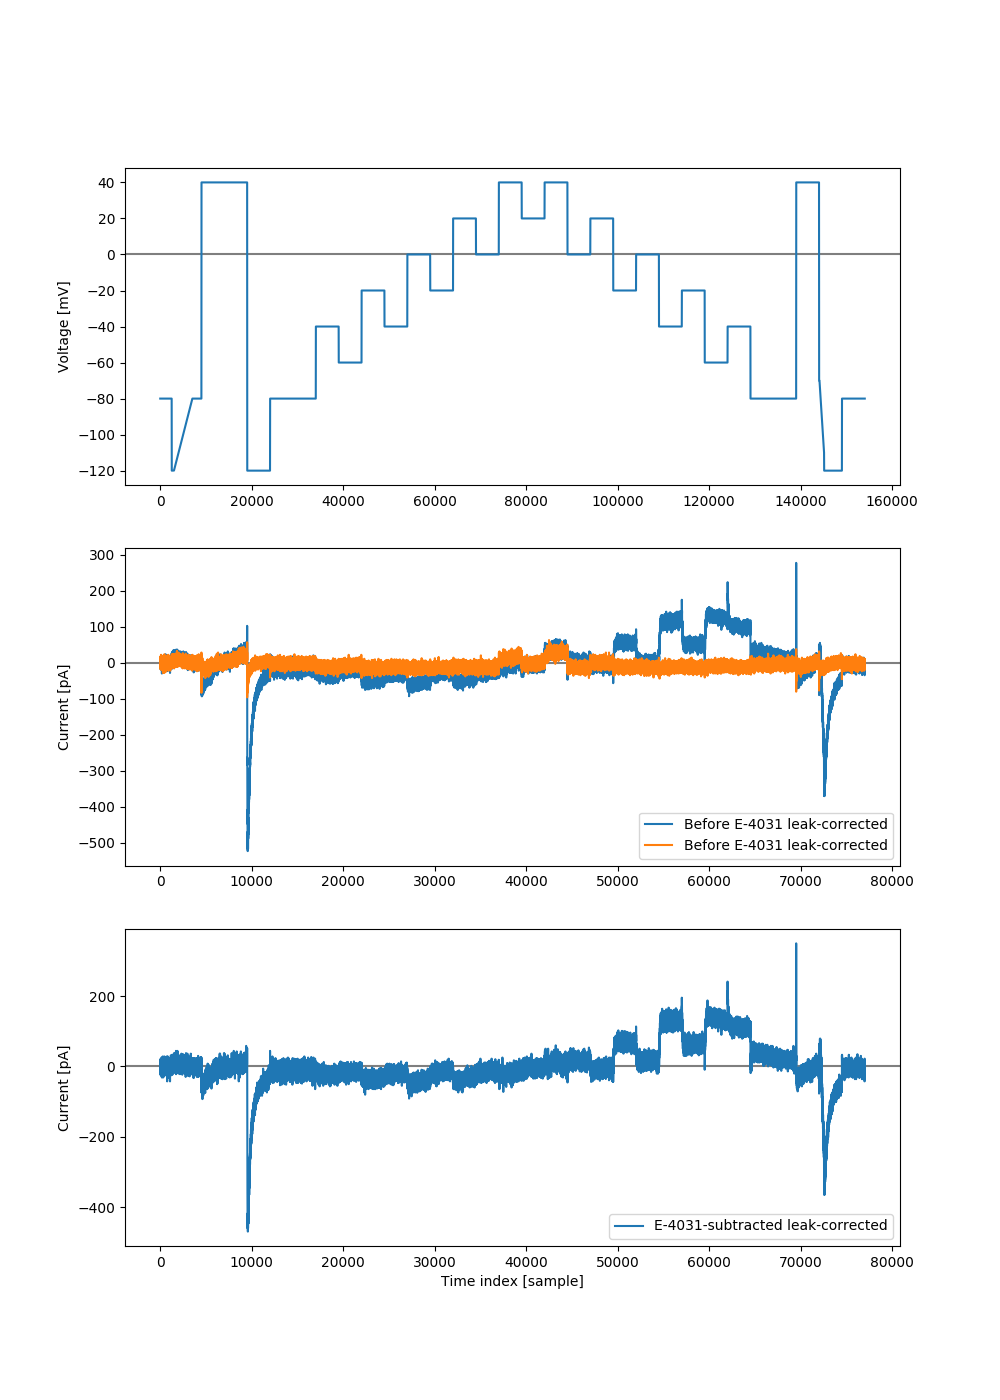 40
20
0
−20
−40
−60
−80
−100
−120
Voltage [mV]
0 20000 40000 60000 80000 100000 120000 140000 160000
300
200
100
0
−100
−200
−300
−400
−500
Current [pA]
Before E-4031 leak-corrected
Before E-4031 leak-corrected
0 10000 20000 30000 40000 50000 60000 70000 80000
200
0
−200
−400
Current [pA]
E-4031-subtracted leak-corrected
0 10000 20000 30000 40000 50000 60000 70000 80000
Time index [sample]